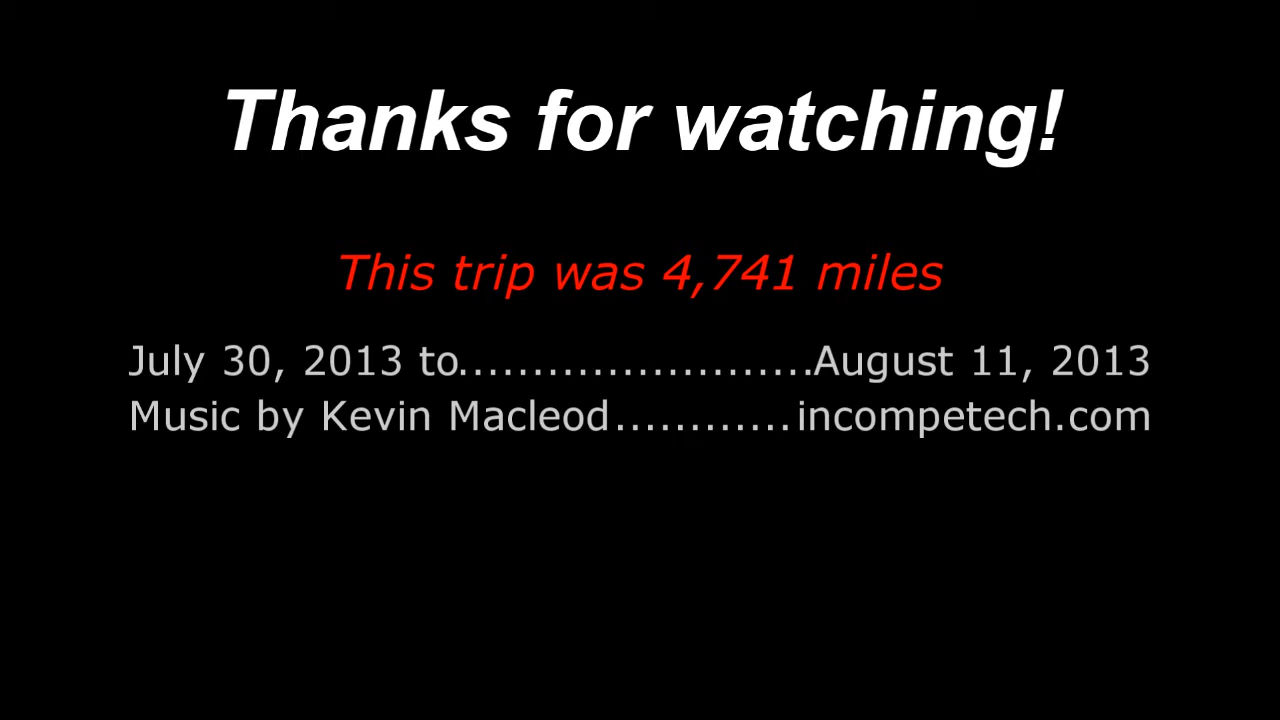 Thanks for watching!
This trip was 4,741 miles
July 30, 2013 to........................August 11, 2013
Music by Kevin Macleod............incompetech.com